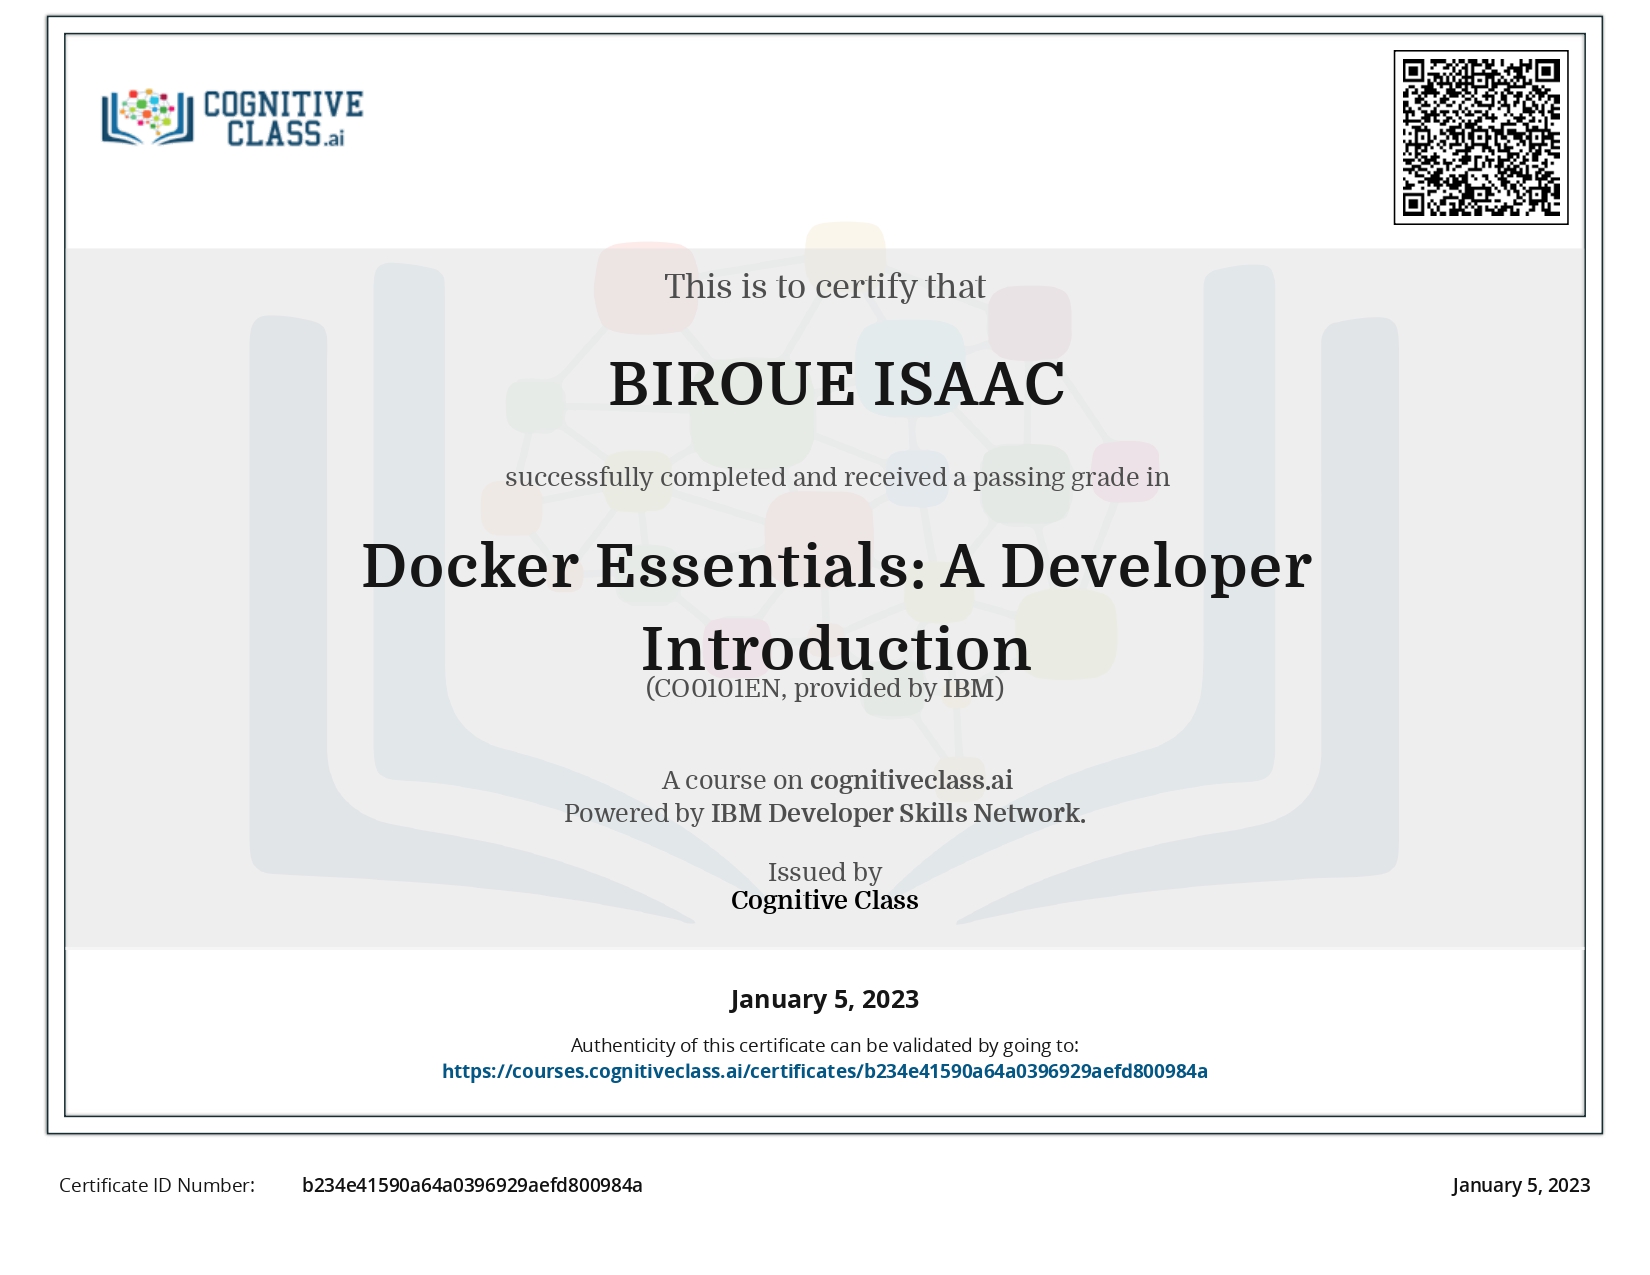 COGNITIVE
CLASS.ai
This is to certify that
BIROUE ISAAC
successfully completed and received a passing grade in
Docker Essentials: A Developer
Introduction
(CO0101EN, provided by IBM)
A course on cognitiveclass.ai
Powered by IBM Developer Skills Network.
Issued by
Cognitive Class
January 5, 2023
Authenticity of this certificate can be validated by going to:
https://courses.cognitiveclass.ai/certificates/b234e41590a64a0396929aefd800984a
Certificate ID Number: b234e41590a64a0396929aefd800984a January 5, 2023